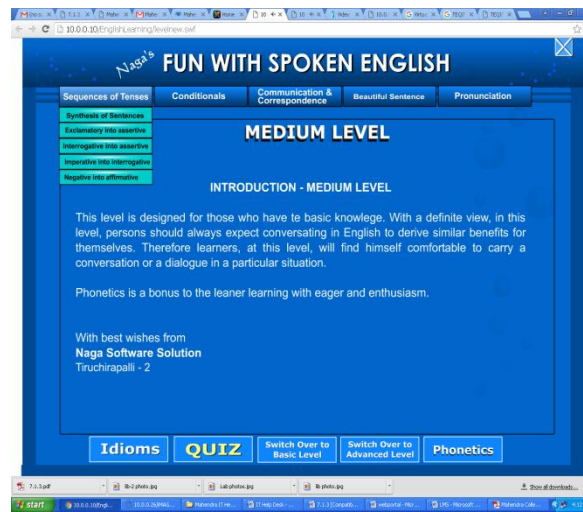 10.0.0.10/EnglishLearning/levelnew.swf
Naga's FUN WITH SPOKEN ENGLISH
Sequences of Tenses Conditionals Communication & Correspondence Beautiful Sentence Pronunciation
Synthesis of Sentences
Exclamatory into assertive
Interrogative into assertive
Imperative into interrogative
Negative into affirmative
MEDIUM LEVEL
INTRODUCTION - MEDIUM LEVEL
This level is designed for those who have te basic knowlege. With a definite view, in this
level, persons should always expect conversating in English to derive similar benefits for
themselves. Therefore learners, at this level, will find himself comfortable to carry a
conversation or a dialogue in a particular situation.
Phonetics is a bonus to the leaner learning with eager and enthusiasm.
With best wishes from
Naga Software Solution
Tiruchirapalli - 2
Idioms QUIZ Switch Over to Basic Level Switch Over to Advanced Level Phonetics
7.1.3.pdf lib-2 photo.jpg Lab photos.jpg lib photo.jpg Show all downloads...
start